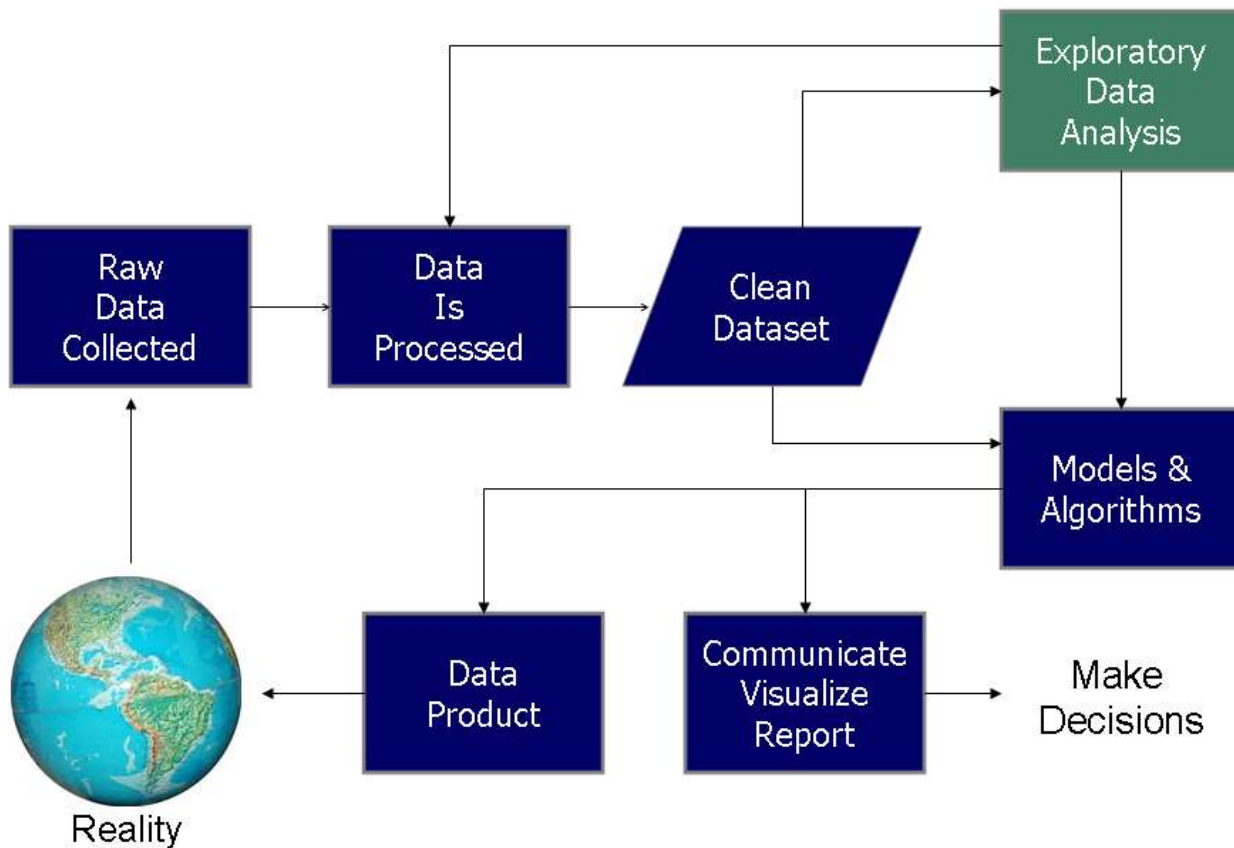 Exploratory
Data
Analysis
Raw
Data
Collected
Data
Is
Processed
Clean
Dataset
Models &
Algorithms
Data
Product
Communicate
Visualize
Report
Make
Decisions
Reality